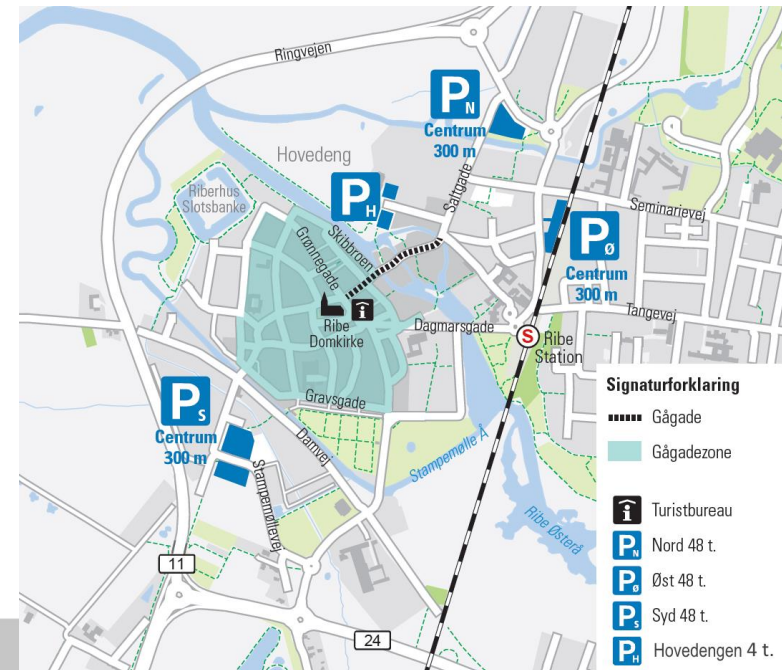 Ringvejen
P N
Centrum
300 m
Hovedeng
Riberhus
Slotsbanke
P H
Saltgade
Seminarievej
Skibbroen
Grønnegade
P Ø
Centrum
300 m
Tangevej
Ribe
Domkirke
Dagmarsgade
S
Ribe
Station
Gravsgade
P S
Centrum
300 m
Damvej
Stampemøllevej
Stampemølle Å
Ribe Østerå
11
24
Signaturforklaring
Gågade
Gågadezone
Turistbureau
P N Nord 48 t.
P Ø Øst 48 t.
P S Syd 48 t.
P H Hovedengen 4 t.